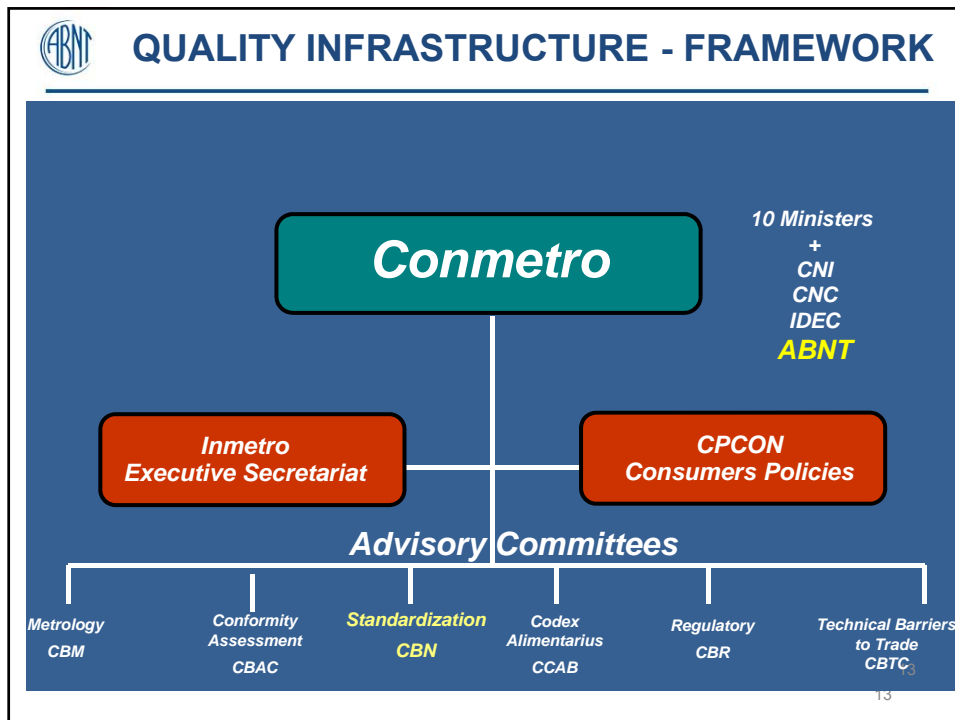 ABNT
QUALITY INFRASTRUCTURE - FRAMEWORK
Conmetro
10 Ministers
+
CNI
CNC
IDEC
ABNT
Inmetro
Executive Secretariat
CPCON
Consumers Policies
Advisory Committees
Metrology
CBM
Conformity
Assessment
CBAC
Standardization
CBN
Codex
Alimentarius
CCAB
Regulatory
CBR
Technical Barriers
to Trade
CBTC
13
13